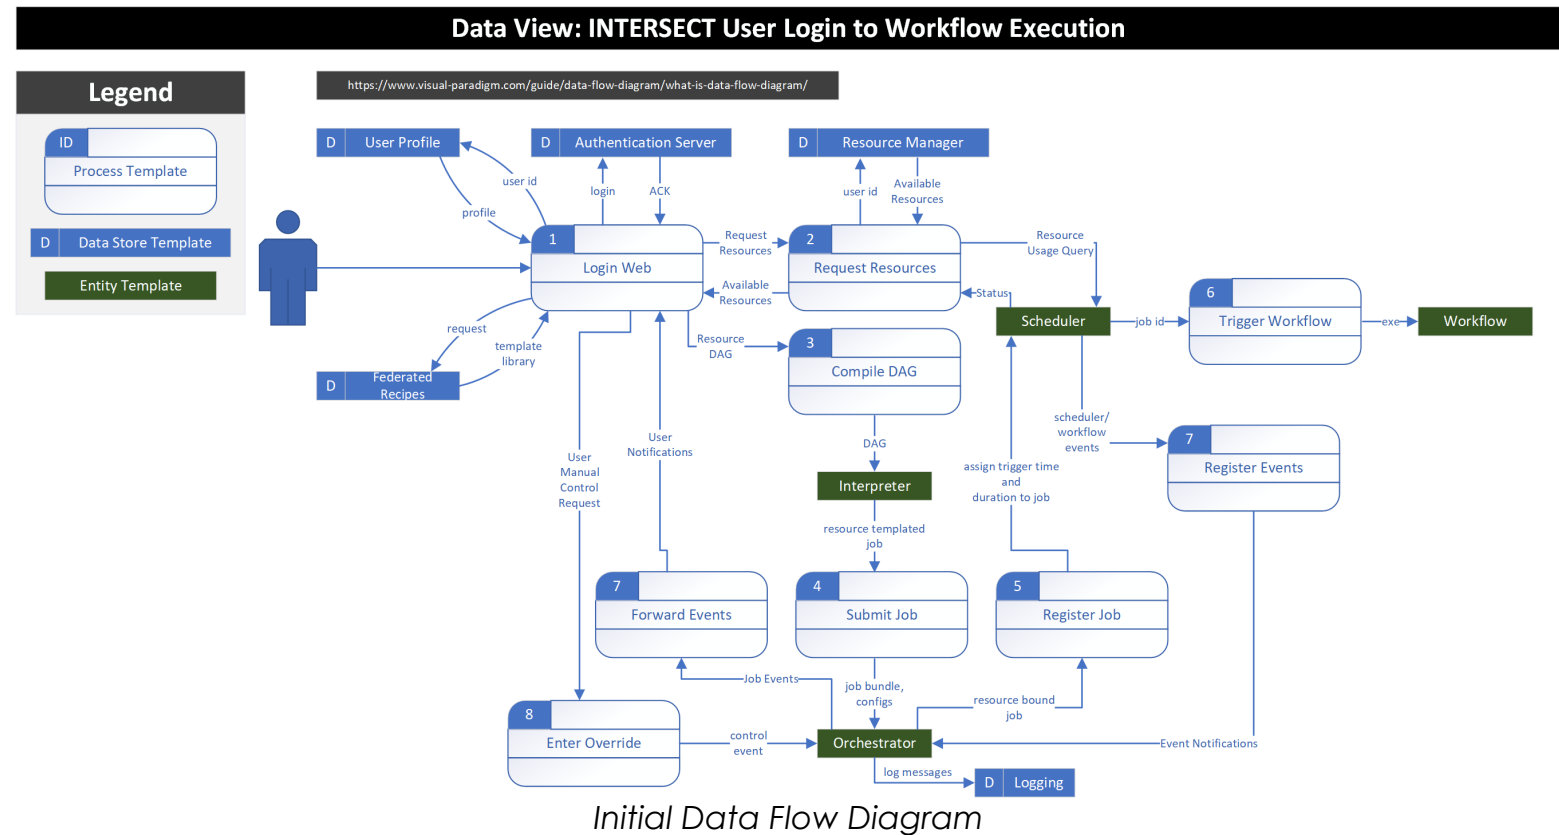 Data View: INTERSECT User Login to Workflow Execution
Legend
https://www.visual-paradigm.com/guide/data-flow-diagram/what-is-data-flow-diagram/
ID
Process Template
D Data Store Template
Entity Template
D User Profile
D Authentication Server
D Resource Manager
user id
profile
login
ACK
user id
Available
Resources
1
Login Web
Request
Resources
Available
Resources
2
Request Resources
Resource
Usage Query
Status
Scheduler
job id
6
Trigger Workflow
exe
Workflow
request
template
library
D Federated
Recipes
Resource
DAG
3
Compile DAG
DAG
Interpreter
resource templated
job
User
Manual
Control
Request
User
Notifications
assign trigger time
and
duration to job
scheduler/
workflow
events
7
Register Events
7
Forward Events
4
Submit Job
5
Register Job
Job Events
job bundle,
configs
resource bound
job
8
Enter Override
control
event
Orchestrator
Event Notifications
log messages
D Logging
Initial Data Flow Diagram